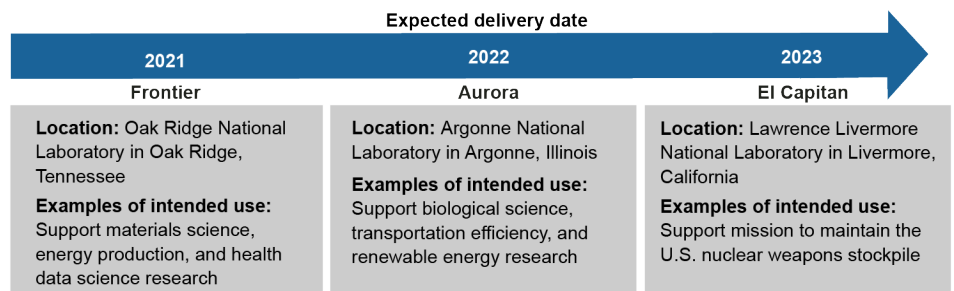 Expected delivery date
2021
2022
2023
Frontier
Aurora
El Capitan
Location: Oak Ridge National
Laboratory in Oak Ridge,
Tennessee
Examples of intended use:
Support materials science,
energy production, and health
data science research
Location: Argonne National
Laboratory in Argonne, Illinois
Examples of intended use:
Support biological science,
transportation efficiency, and
renewable energy research
Location: Lawrence Livermore
National Laboratory in Livermore,
California
Examples of intended use:
Support mission to maintain the
U.S. nuclear weapons stockpile